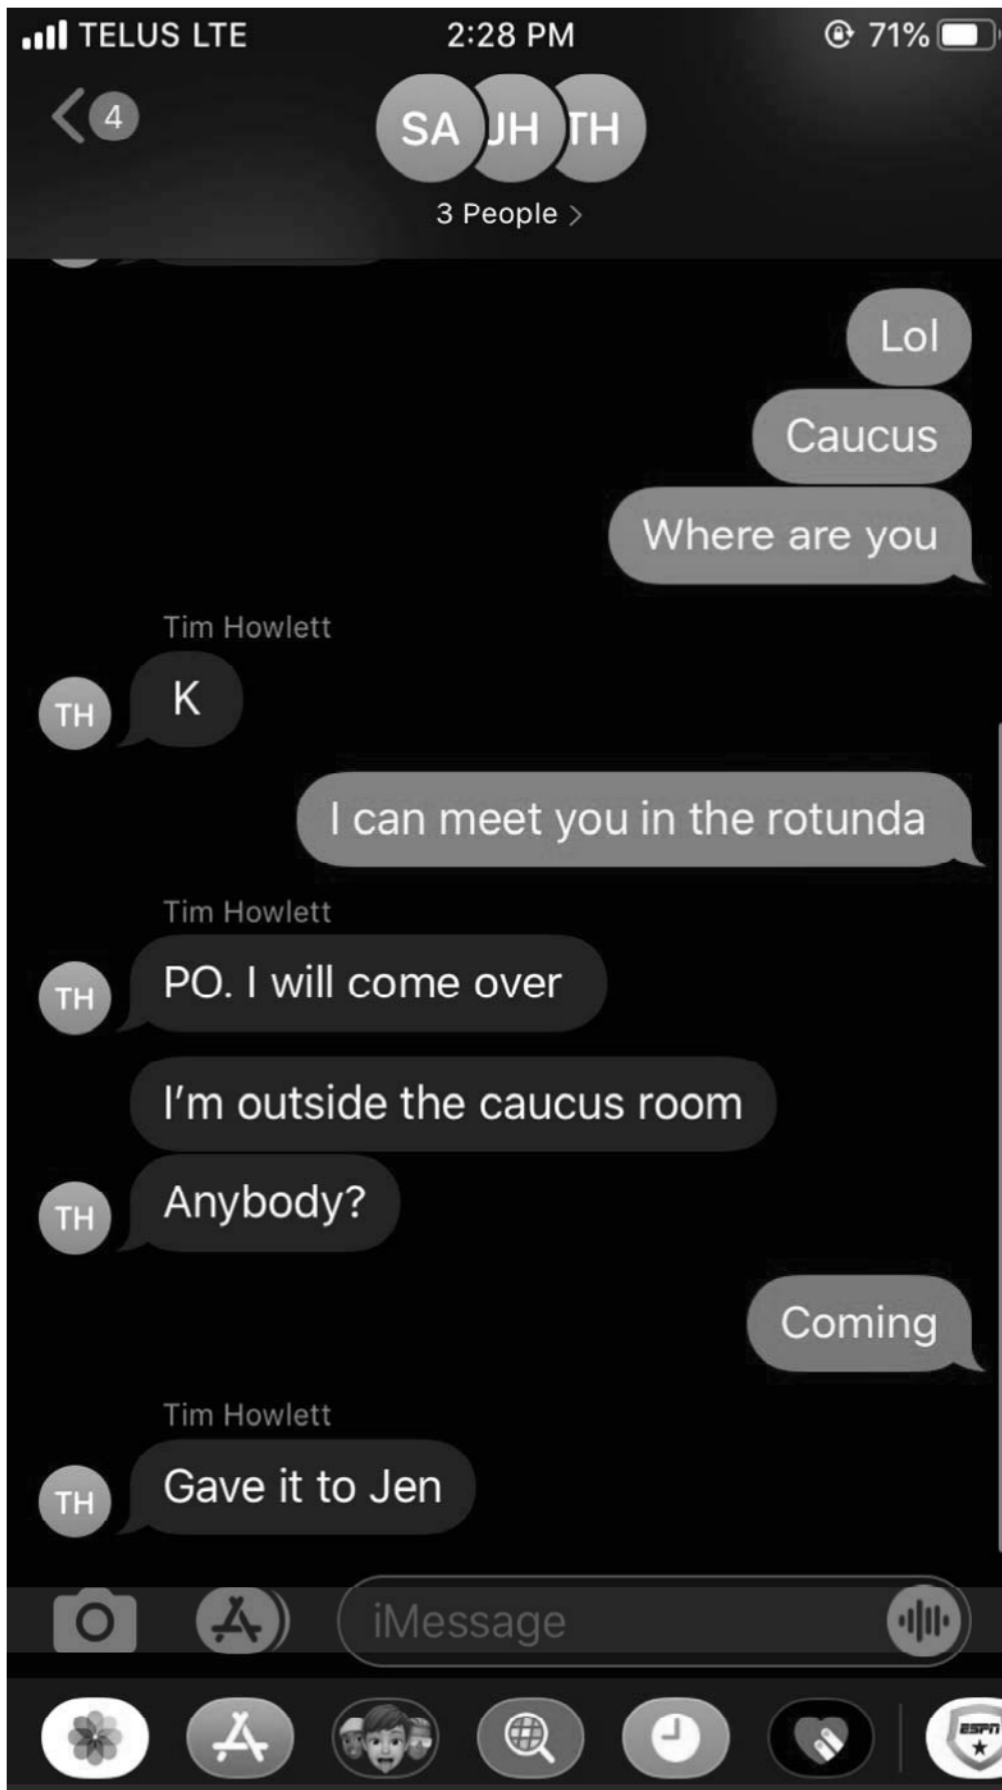 TELUS LTE 2:28 PM 71%
4
SA JH TH
3 People >
Lol
Caucus
Where are you
Tim Howlett
TH K
I can meet you in the rotunda
Tim Howlett
TH PO. I will come over
I'm outside the caucus room
TH Anybody?
Coming
Tim Howlett
TH Gave it to Jen
iMessage
ESPN